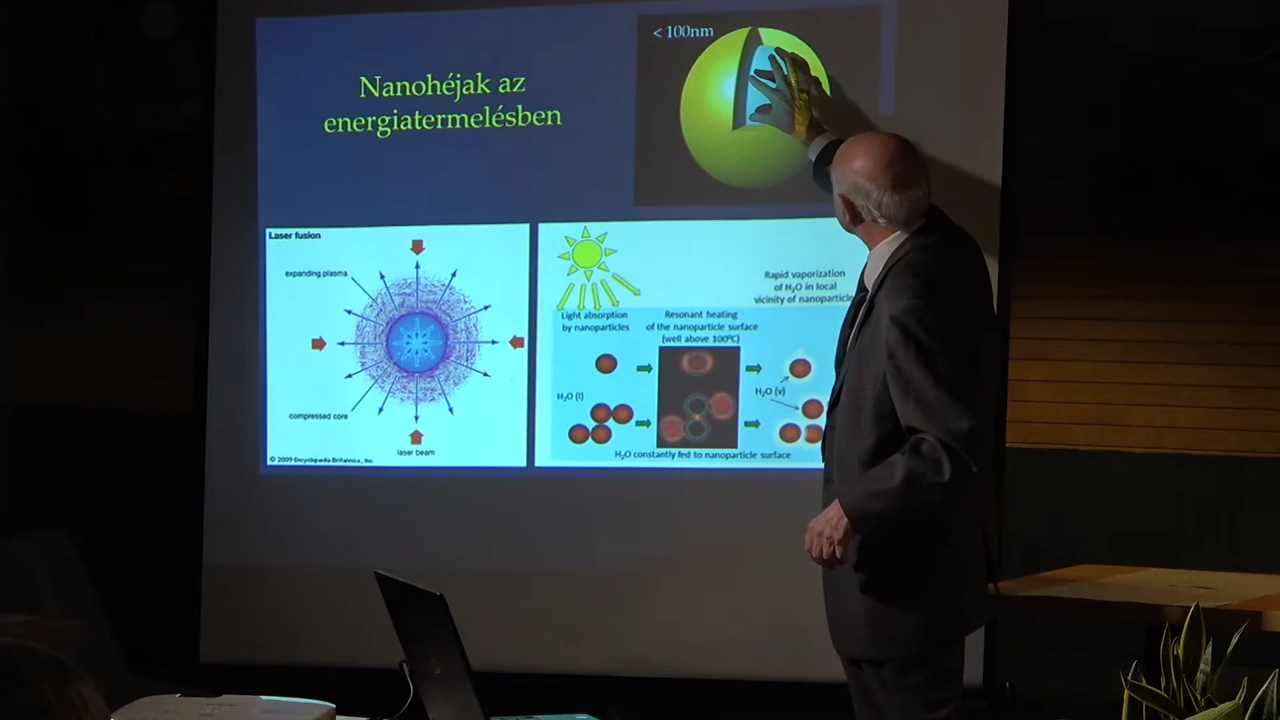 < 100nm
Nanohéjak az
energiatermelésben
Laser fusion
expanding plasma
compressed core
laser beam
© 2009 Encyclopædia Britannica, Inc.
Rapid vaporization
of H₂O in local
vicinity of nanoparticle
Light absorption
by nanoparticles
Resonant heating
of the nanoparticle surface
(well above 100⁰C)
H₂O (l)
H₂O (v)
H₂O constantly fed to nanoparticle surface